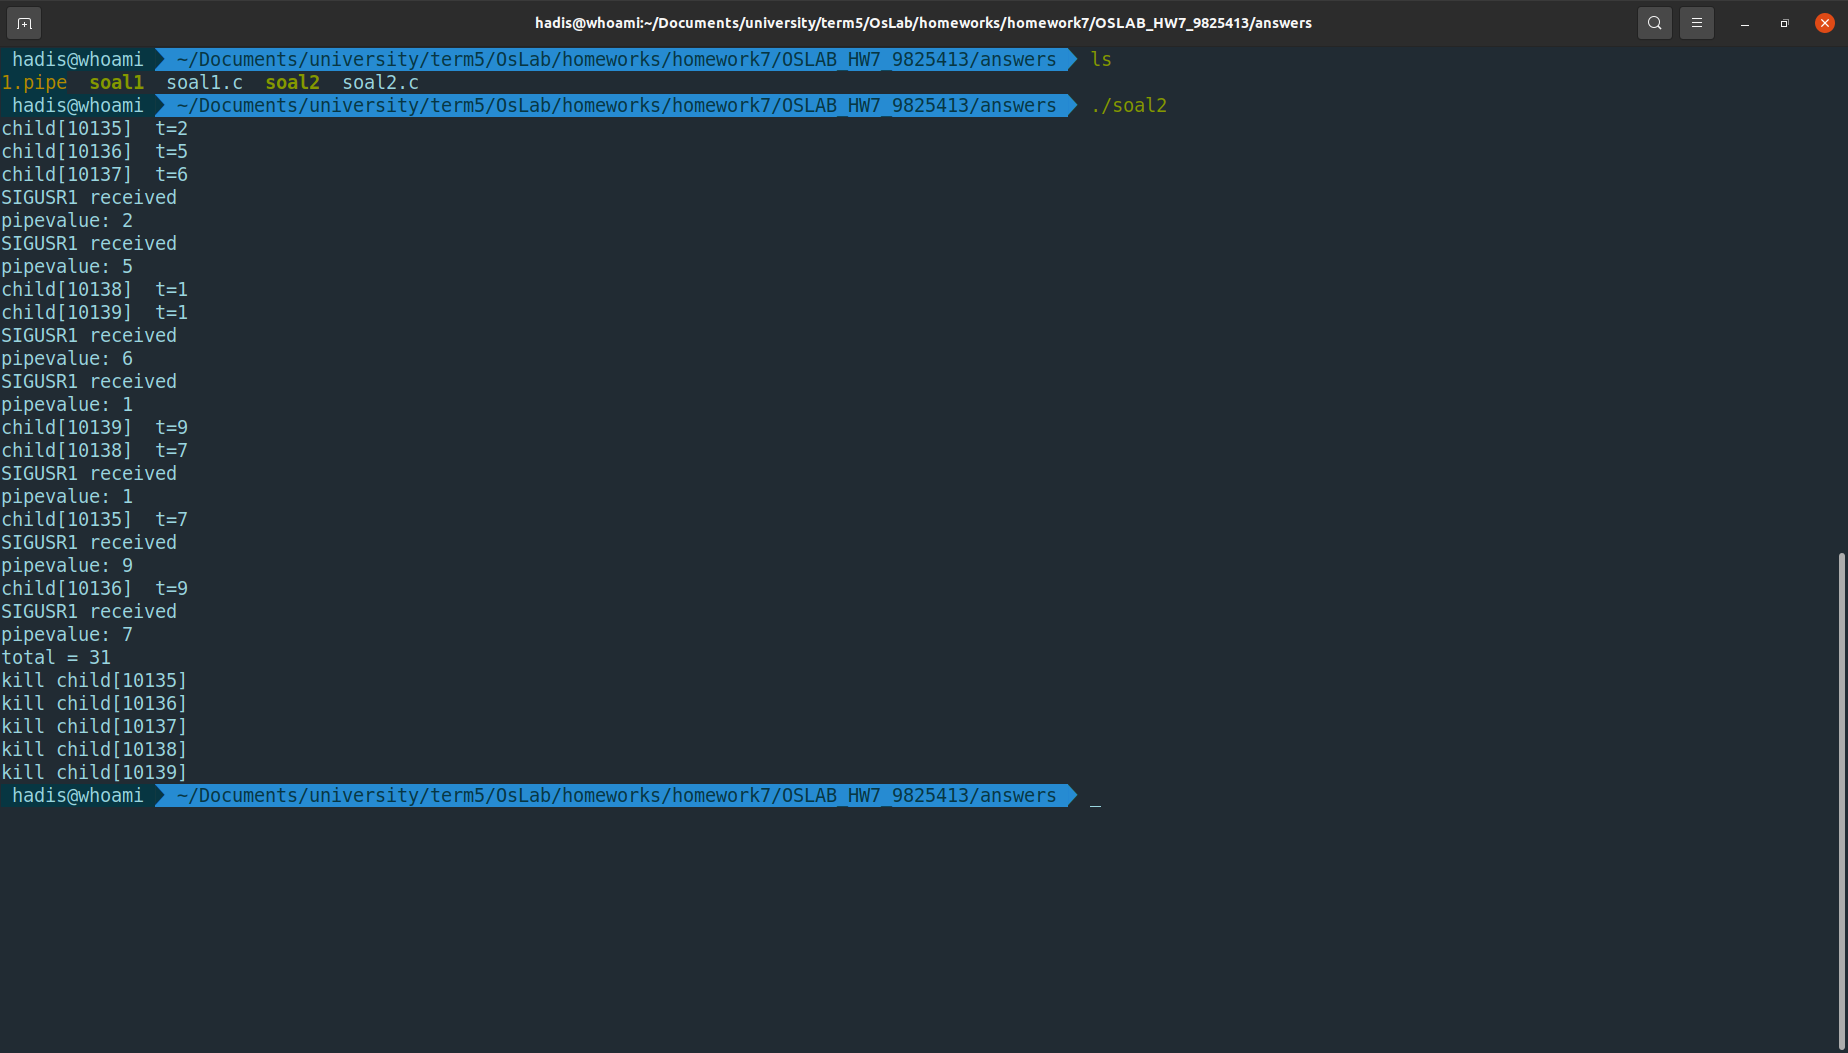 hadis@whoami:~/Documents/university/term5/OsLab/homeworks/homework7/OSLAB_HW7_9825413/answers
hadis@whoami ~/Documents/university/term5/OsLab/homeworks/homework7/OSLAB_HW7_9825413/answers ls
1.pipe  soal1  soal1.c  soal2  soal2.c
hadis@whoami ~/Documents/university/term5/OsLab/homeworks/homework7/OSLAB_HW7_9825413/answers ./soal2
child[10135]  t=2
child[10136]  t=5
child[10137]  t=6
SIGUSR1 received
pipevalue: 2
SIGUSR1 received
pipevalue: 5
child[10138]  t=1
child[10139]  t=1
SIGUSR1 received
pipevalue: 6
SIGUSR1 received
pipevalue: 1
child[10139]  t=9
child[10138]  t=7
SIGUSR1 received
pipevalue: 1
child[10135]  t=7
SIGUSR1 received
pipevalue: 9
child[10136]  t=9
SIGUSR1 received
pipevalue: 7
total = 31
kill child[10135]
kill child[10136]
kill child[10137]
kill child[10138]
kill child[10139]
hadis@whoami ~/Documents/university/term5/OsLab/homeworks/homework7/OSLAB_HW7_9825413/answers _